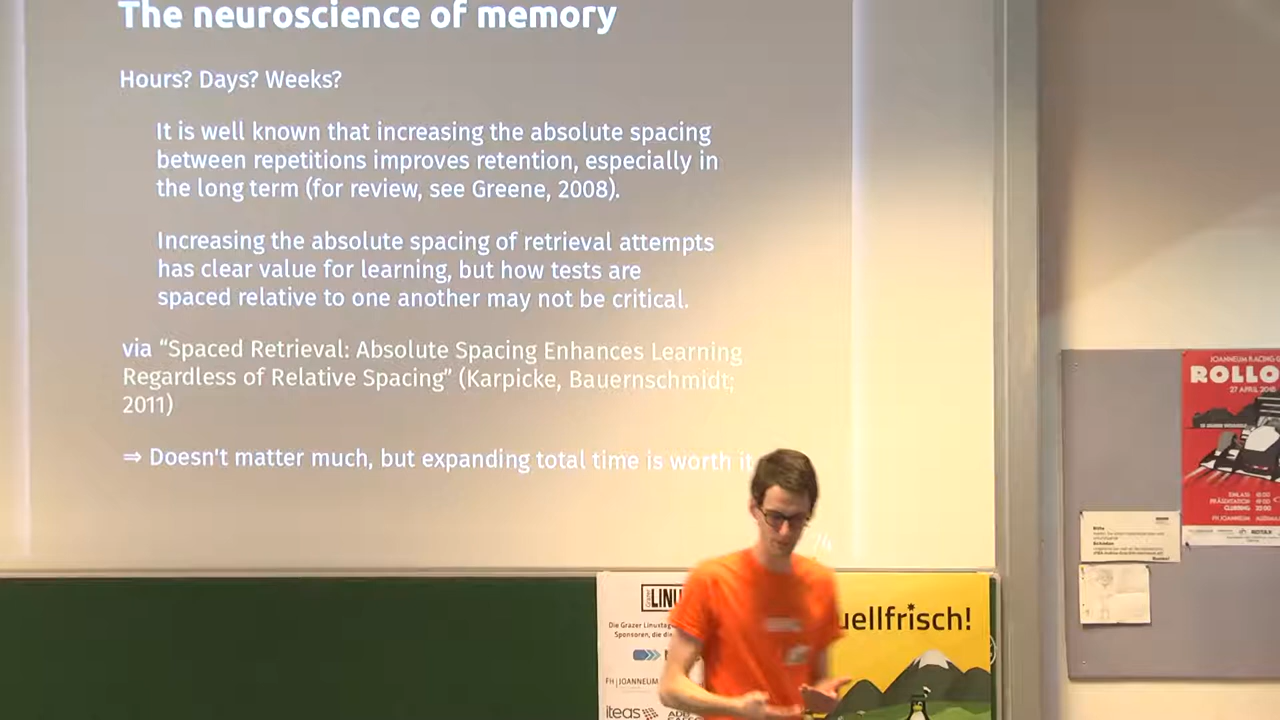 The neuroscience of memory
Hours? Days? Weeks?
It is well known that increasing the absolute spacing
between repetitions improves retention, especially in
the long term (for review, see Greene, 2008).
Increasing the absolute spacing of retrieval attempts
has clear value for learning, but how tests are
spaced relative to one another may not be critical.
via “Spaced Retrieval: Absolute Spacing Enhances Learning
Regardless of Relative Spacing” (Karpicke, Bauernschmidt;
2011)
⇒ Doesn't matter much, but expanding total time is worth it
JOANNEUM RACING
ROLLO
27 APRIL 2018
EINLASS
PRÄSENTATION
CLUBBING
FH JOANNEUM
Bitte
LINU
Die Grazer Linuxtag
Sponsoren, die di
FH JOANNEUM
iteas
uellfrisch!